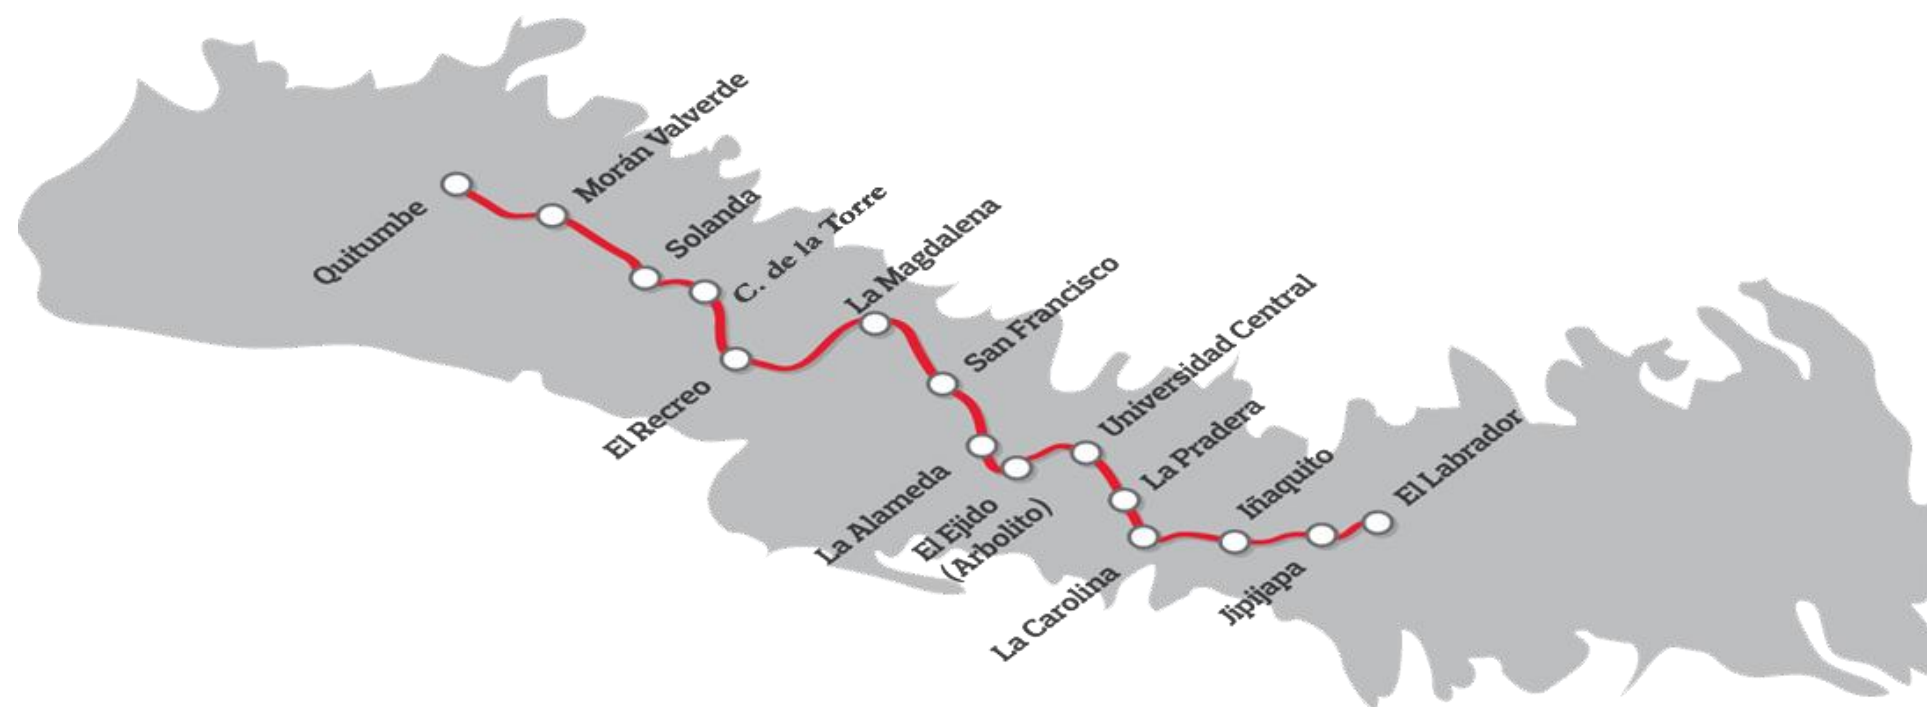 Quitumbe
Morán Valverde
Solanda
C. de la Torre
El Recreo
La Magdalena
San Francisco
La Alameda
El Ejido
(Arbolito)
Universidad Central
La Pradera
La Carolina
Iñaquito
Jipijapa
El Labrador